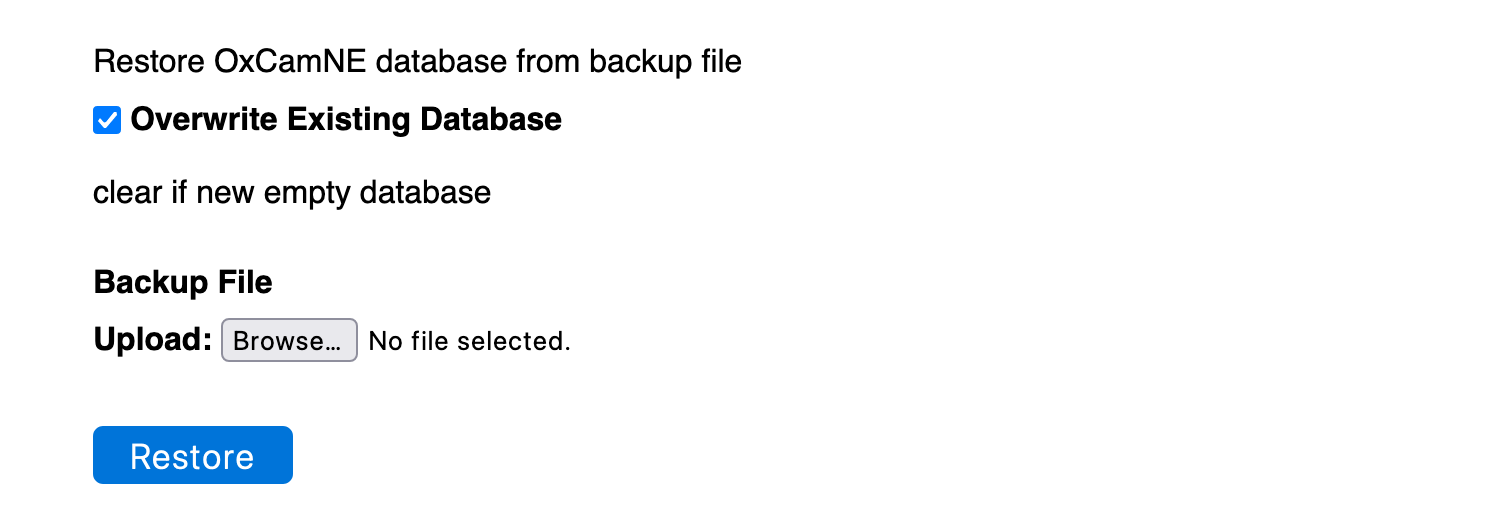 Restore OxCamNE database from backup file
Overwrite Existing Database
clear if new empty database
Backup File
Upload: Browse… No file selected.
Restore